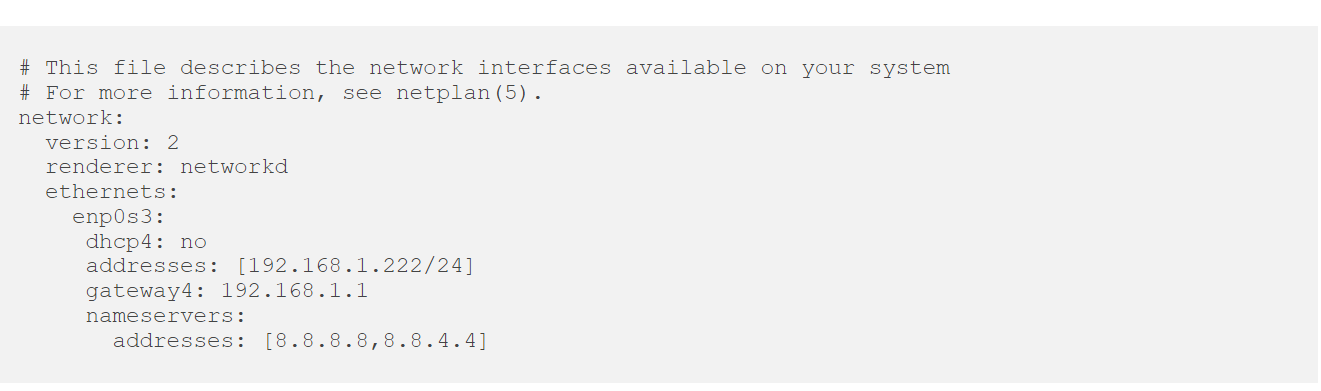 # This file describes the network interfaces available on your system
# For more information, see netplan(5).
network:
  version: 2
  renderer: networkd
  ethernets:
    enp0s3:
     dhcp4: no
     addresses: [192.168.1.222/24]
     gateway4: 192.168.1.1
     nameservers:
       addresses: [8.8.8.8,8.8.4.4]